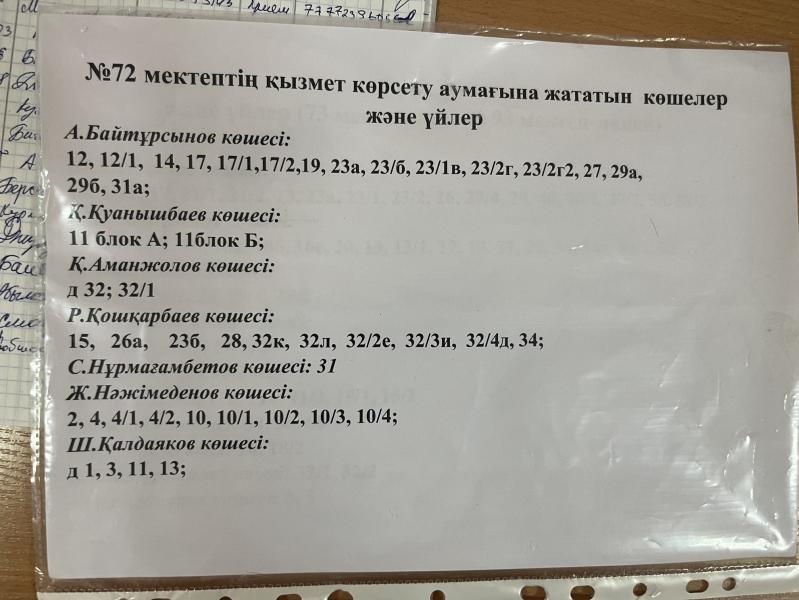 №72 мектептің қызмет көрсету аумағына жататын көшелер
және үйлер
А.Байтұрсынов көшесі:
12, 12/1, 14, 17, 17/1,17/2,19, 23а, 23/б, 23/1в, 23/2г, 23/2г2, 27, 29а,
29б, 31а;
Қ.Қуанышбаев көшесі:
11 блок А; 11блок Б;
Қ.Аманжолов көшесі:
д 32; 32/1
Р.Қошқарбаев көшесі:
15, 26а, 23б, 28, 32к, 32л, 32/2е, 32/3и, 32/4д, 34;
С.Нұрмағамбетов көшесі: 31
Ж.Нәжімеденов көшесі:
2, 4, 4/1, 4/2, 10, 10/1, 10/2, 10/3, 10/4;
Ш.Қалдаяков көшесі:
д 1, 3, 11, 13;